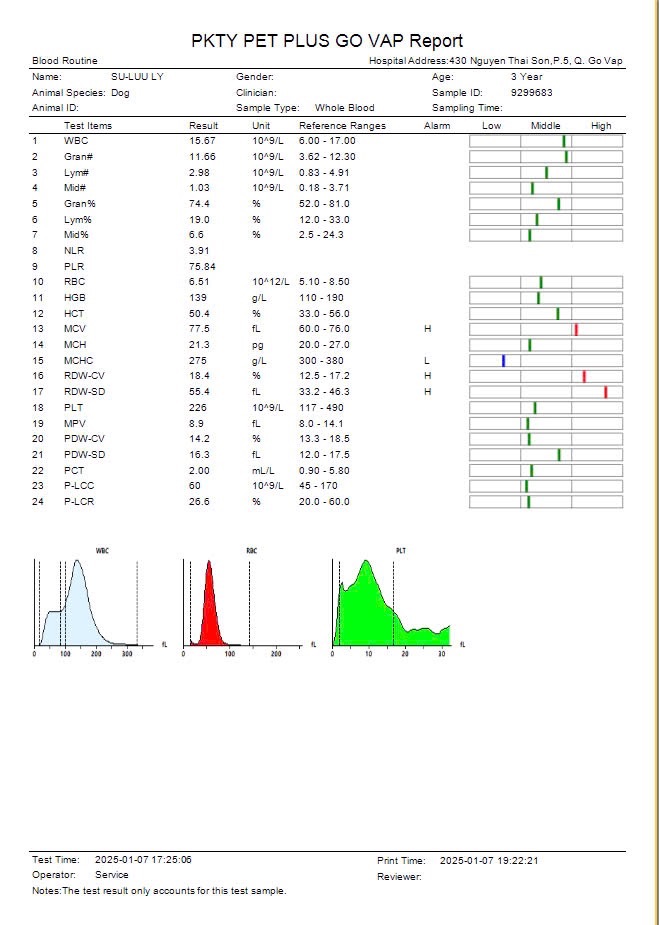 PKTY PET PLUS GO VAP Report
Blood Routine Hospital Address:430 Nguyen Thai Son,P.5, Q. Go Vap
Name: SU-LUU LY Gender: Age: 3 Year
Animal Species: Dog Clinician: Sample ID: 9299683
Animal ID: Sample Type: Whole Blood Sampling Time:
Test Items Result Unit Reference Ranges Alarm Low Middle High
1 WBC 15.67 10^9/L 6.00 - 17.00
2 Gran# 11.66 10^9/L 3.62 - 12.30
3 Lym# 2.98 10^9/L 0.83 - 4.91
4 Mid# 1.03 10^9/L 0.18 - 3.71
5 Gran% 74.4 % 52.0 - 81.0
6 Lym% 19.0 % 12.0 - 33.0
7 Mid% 6.6 % 2.5 - 24.3
8 NLR 3.91
9 PLR 75.84
10 RBC 6.51 10^12/L 5.10 - 8.50
11 HGB 139 g/L 110 - 190
12 HCT 50.4 % 33.0 - 56.0
13 MCV 77.5 fL 60.0 - 76.0 H
14 MCH 21.3 pg 20.0 - 27.0
15 MCHC 275 g/L 300 - 380 L
16 RDW-CV 18.4 % 12.5 - 17.2 H
17 RDW-SD 55.4 fL 33.2 - 46.3 H
18 PLT 226 10^9/L 117 - 490
19 MPV 8.9 fL 8.0 - 14.1
20 PDW-CV 14.2 % 13.3 - 18.5
21 PDW-SD 16.3 fL 12.0 - 17.5
22 PCT 2.00 mL/L 0.90 - 5.80
23 P-LCC 60 10^9/L 45 - 170
24 P-LCR 26.6 % 20.0 - 60.0
WBC RBC PLT
fL fL fL
0 100 200 300 0 100 200 0 10 20 30
Test Time: 2025-01-07 17:25:06 Print Time: 2025-01-07 19:22:21
Operator: Service Reviewer:
Notes:The test result only accounts for this test sample.